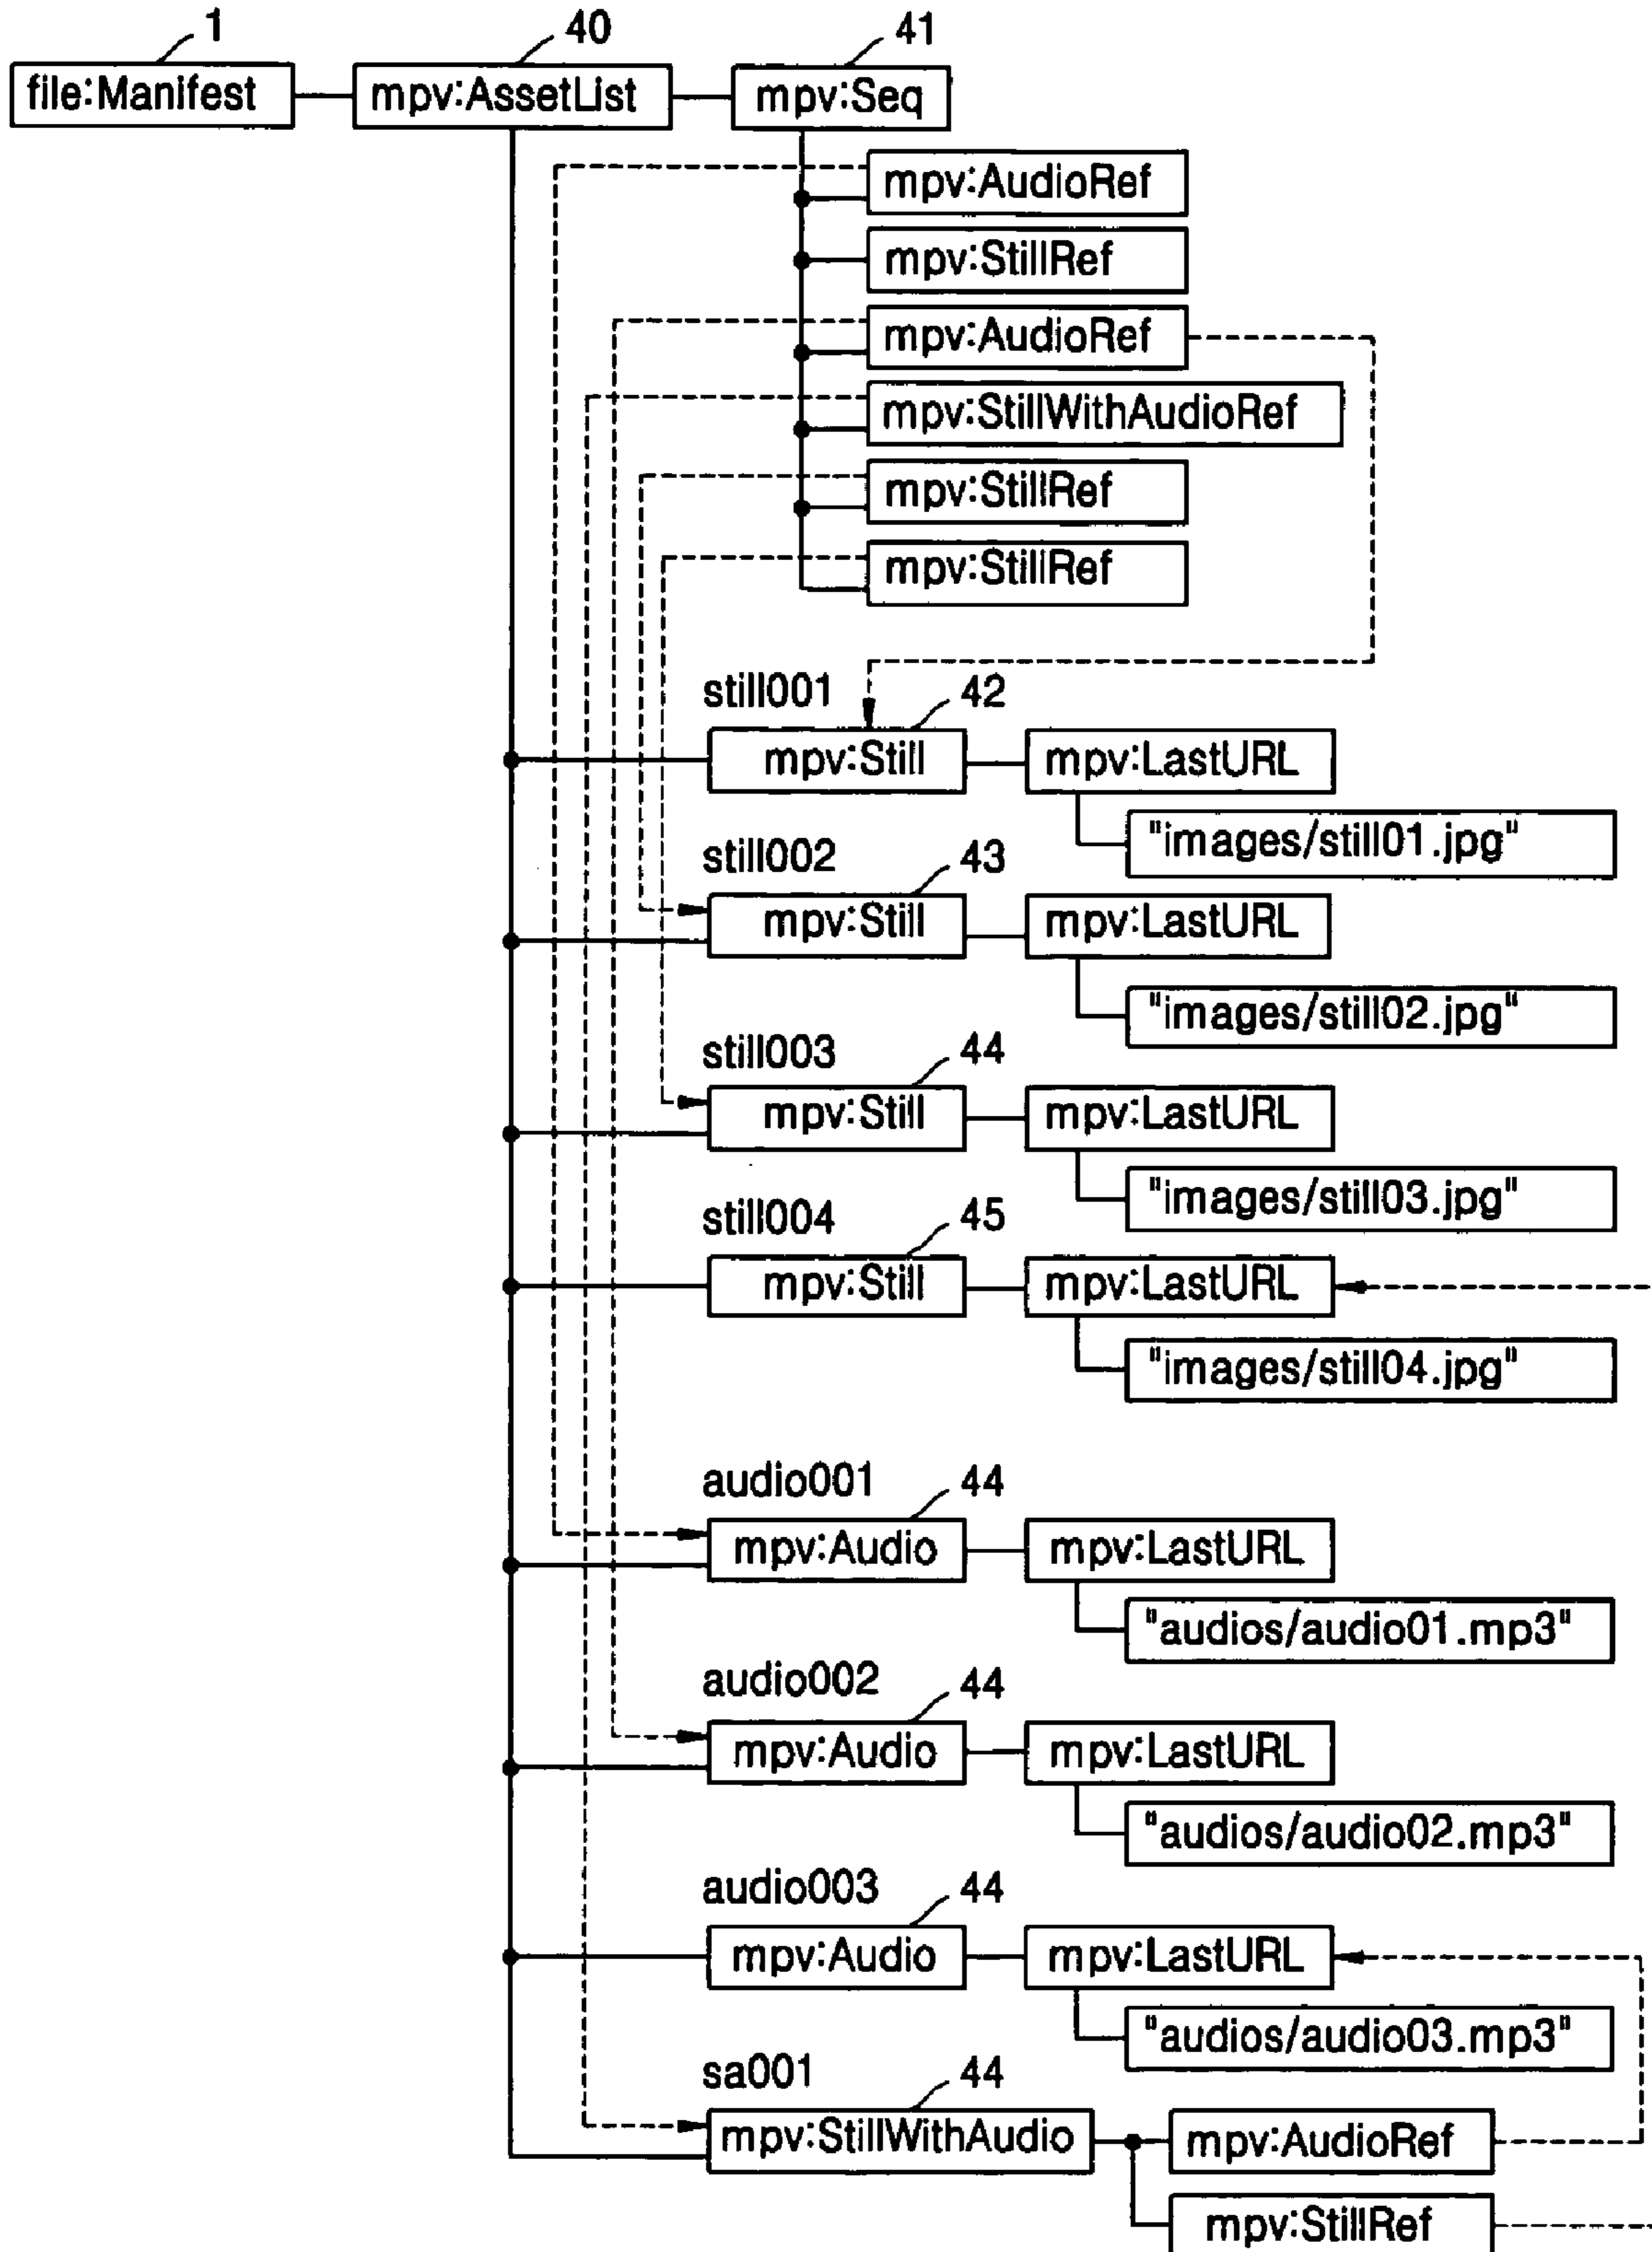 1 40 41
file:Manifest mpv:AssetList mpv:Seq
mpv:AudioRef
mpv:StillRef
mpv:AudioRef
mpv:StillWithAudioRef
mpv:StillRef
mpv:StillRef
still001 42
mpv:Still mpv:LastURL
"images/still01.jpg"
still002 43
mpv:Still mpv:LastURL
"images/still02.jpg"
still003 44
mpv:Still mpv:LastURL
"images/still03.jpg"
still004 45
mpv:Still mpv:LastURL
"images/still04.jpg"
audio001 44
mpv:Audio mpv:LastURL
"audios/audio01.mp3"
audio002 44
mpv:Audio mpv:LastURL
"audios/audio02.mp3"
audio003 44
mpv:Audio mpv:LastURL
"audios/audio03.mp3"
sa001 44
mpv:StillWithAudio mpv:AudioRef
mpv:StillRef